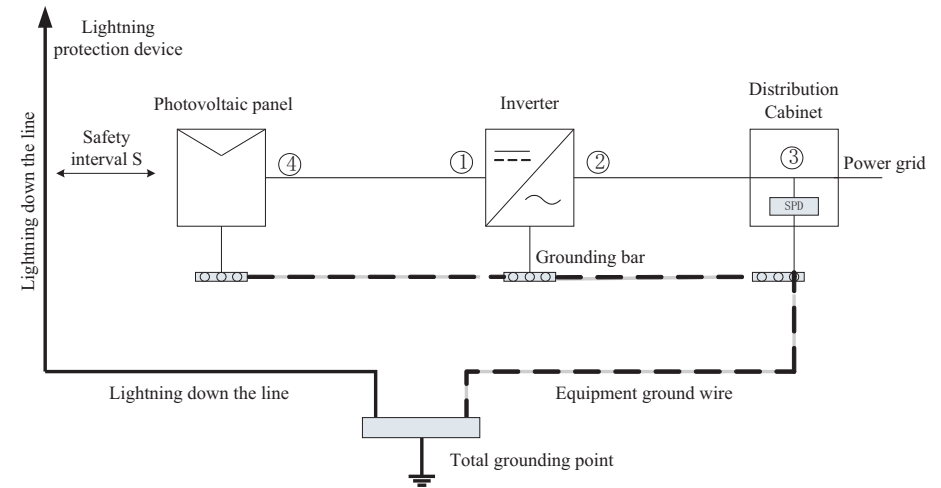 Lightning
protection device
Lightning down the line
Safety
interval S
Photovoltaic panel
④
①
Inverter
②
Distribution
Cabinet
③
Power grid
SPD
Grounding bar
Lightning down the line
Equipment ground wire
Total grounding point